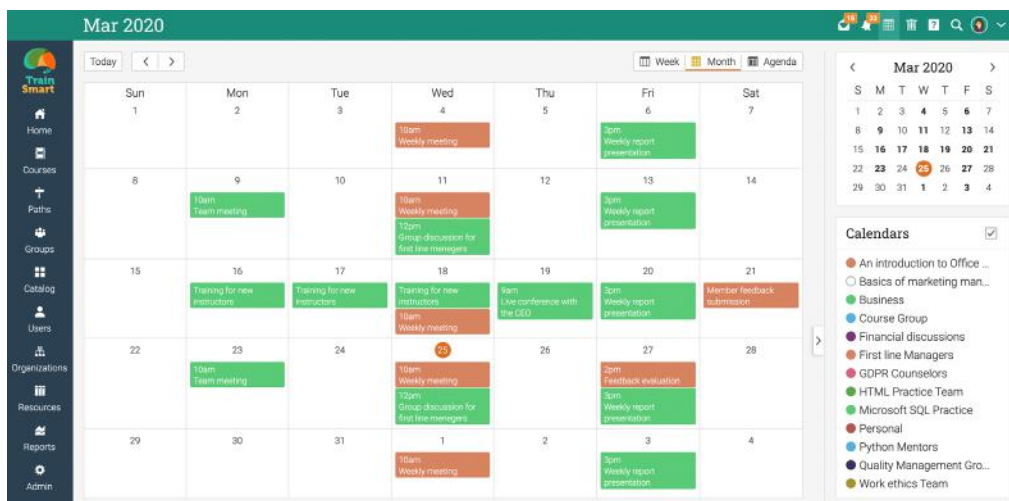 Mar 2020
Train
Smart
Home
Courses
Paths
Groups
Catalog
Users
Organizations
Resources
Reports
Admin
Today < >
Week Month Agenda
Sun Mon Tue Wed Thu Fri Sat
1 2 3 4 5 6 7
10am
Weekly meeting
3pm
Weekly report
presentation
8 9 10 11 12 13 14
10am
Team meeting
10am
Weekly meeting
12pm
Group discussion for
first line menegers
3pm
Weekly report
presentation
15 16 17 18 19 20 21
Training for new
instructors
Training for new
instructors
Training for new
instructors
10am
Weekly meeting
9am
Live conference with
the CEO
3pm
Weekly report
presentation
Member feedback
submission
22 23 24 25 26 27 28
10am
Team meeting
10am
Weekly meeting
12pm
Group discussion for
first line menegers
2pm
Feedback evaluation
3pm
Weekly report
presentation
29 30 31 1 2 3 4
10am
Weekly meeting
3pm
Weekly report
presentation
< Mar 2020 >
S M T W T F S
1 2 3 4 5 6 7
8 9 10 11 12 13 14
15 16 17 18 19 20 21
22 23 24 25 26 27 28
29 30 31 1 2 3 4
Calendars
An introduction to Office ...
Basics of marketing man...
Business
Course Group
Financial discussions
First line Managers
GDPR Counselors
HTML Practice Team
Microsoft SQL Practice
Personal
Python Mentors
Quality Management Gro...
Work ethics Team